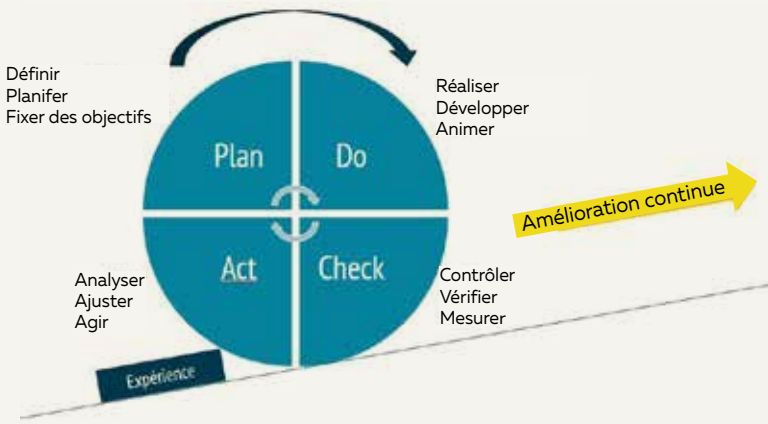 Définir
Planifer
Fixer des objectifs
Réaliser
Développer
Animer
Plan
Do
Amélioration continue
Act
Check
Analyser
Ajuster
Agir
Contrôler
Vérifier
Mesurer
Expérience